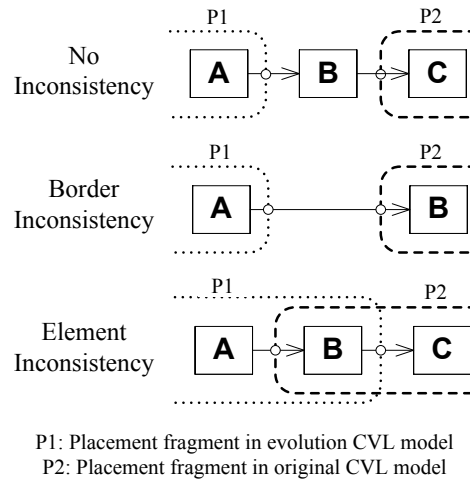 P1
P2
No
Inconsistency
A
B
C
P1
P2
Border
Inconsistency
A
B
P1
P2
Element
Inconsistency
A
B
C
P1: Placement fragment in evolution CVL model
P2: Placement fragment in original CVL model